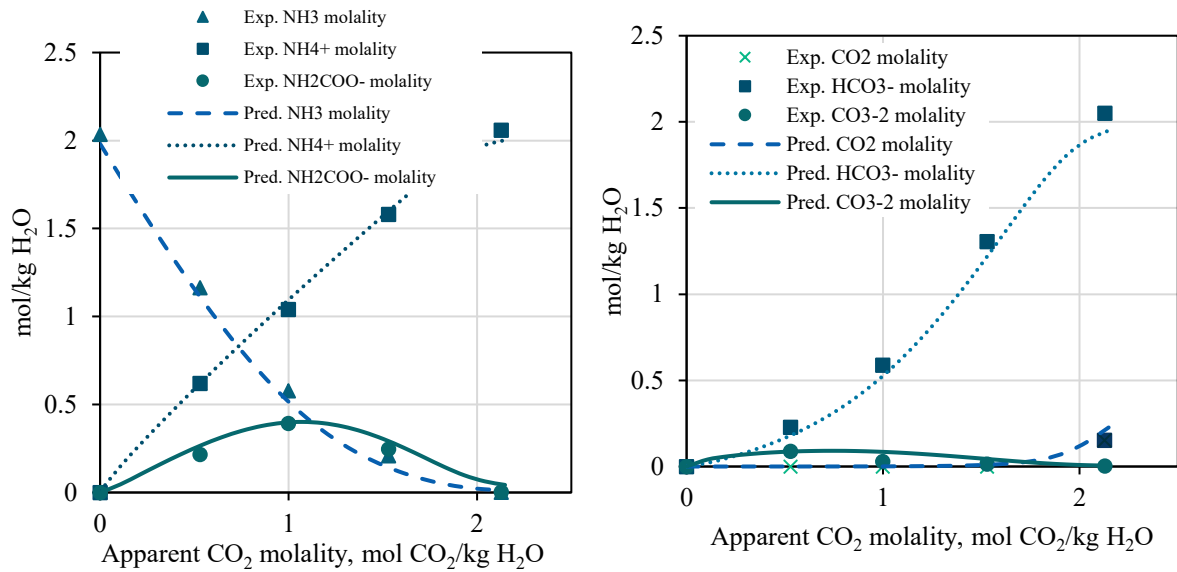 Exp. NH3 molality
Exp. NH4+ molality
Exp. NH2COO- molality
Pred. NH3 molality
Pred. NH4+ molality
Pred. NH2COO- molality
2.5
2
1.5
1
0.5
0
mol/kg H₂O
0
1
2
Apparent CO₂ molality, mol CO₂/kg H₂O
Exp. CO2 molality
Exp. HCO3- molality
Exp. CO3-2 molality
Pred. CO2 molality
Pred. HCO3- molality
Pred. CO3-2 molality
2.5
2
1.5
1
0.5
0
mol/kg H₂O
0
1
2
Apparent CO₂ molality, mol CO₂/kg H₂O